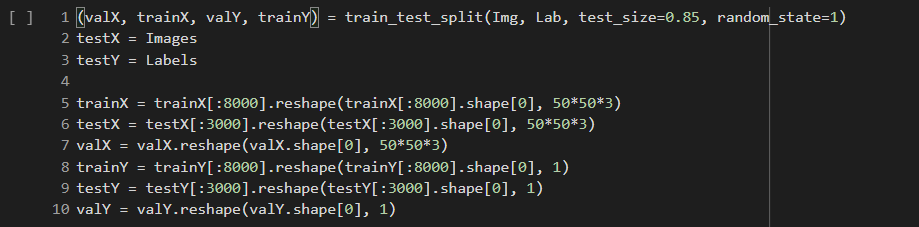 [ ] 1 (valX, trainX, valY, trainY) = train_test_split(Img, Lab, test_size=0.85, random_state=1)
2 testX = Images
3 testY = Labels
4
5 trainX = trainX[:8000].reshape(trainX[:8000].shape[0], 50*50*3)
6 testX = testX[:3000].reshape(testX[:3000].shape[0], 50*50*3)
7 valX = valX.reshape(valX.shape[0], 50*50*3)
8 trainY = trainY[:8000].reshape(trainY[:8000].shape[0], 1)
9 testY = testY[:3000].reshape(testY[:3000].shape[0], 1)
10 valY = valY.reshape(valY.shape[0], 1)